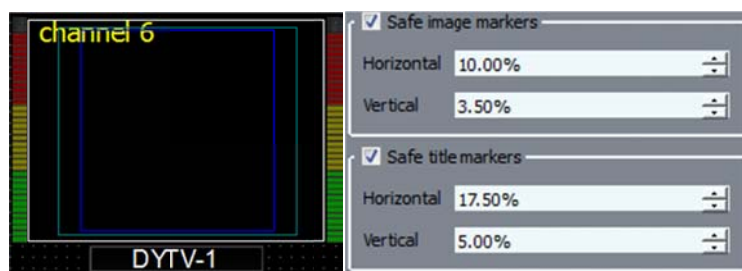 channel 6
DYTV-1
Safe image markers
Horizontal 10.00%
Vertical 3.50%
Safe title markers
Horizontal 17.50%
Vertical 5.00%